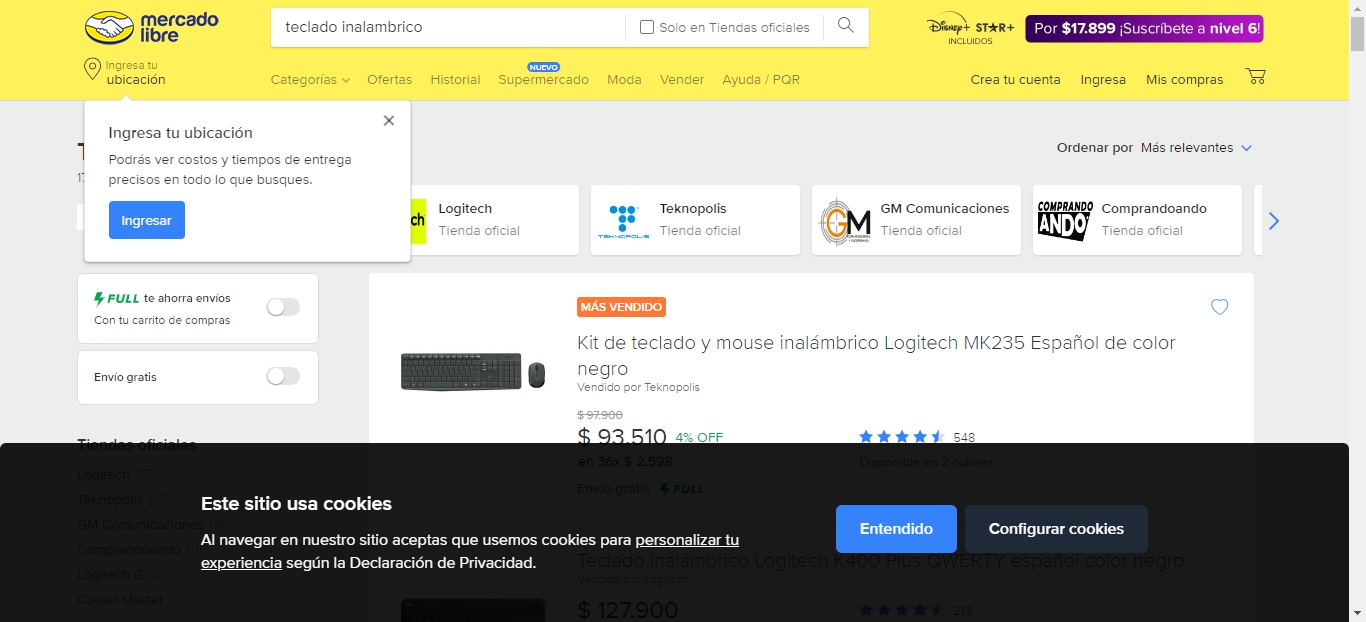 mercado
libre
teclado inalambrico
Solo en Tiendas oficiales
Disney+ STAR+
INCLUIDOS
Por $17.899 ¡Suscríbete a nivel 6!
Ingresa tu
ubicación
Categorías
Ofertas
Historial
NUEVO
Supermercado
Moda
Vender
Ayuda / PQR
Crea tu cuenta
Ingresa
Mis compras
Ingresa tu ubicación
Podrás ver costos y tiempos de entrega
precisos en todo lo que busques.
Ingresar
Ordenar por Más relevantes
Logitech
Tienda oficial
TEKNOPOLIS
Teknopolis
Tienda oficial
GM
GM Comunicaciones
Tienda oficial
COMPRANDO
ANDO
Comprandoando
Tienda oficial
FULL te ahorra envíos
Con tu carrito de compras
Envío gratis
Tiendas oficiales
Logitech
Teknopolis (25)
GM Comunicaciones
Comprandoando
Logitech G
Cooler Master (7)
MÁS VENDIDO
Kit de teclado y mouse inalámbrico Logitech MK235 Español de color
negro
Vendido por Teknopolis
$ 97.900
$ 93.510 4% OFF
en 36x $ 2.598
Envío gratis FULL
548
Disponible en 2 colores
Teclado inalámbrico Logitech K400 Plus QWERTY español color negro
Vendido por Logitech
$ 127.900
213
Este sitio usa cookies
Al navegar en nuestro sitio aceptas que usemos cookies para personalizar tu
experiencia según la Declaración de Privacidad.
Entendido
Configurar cookies